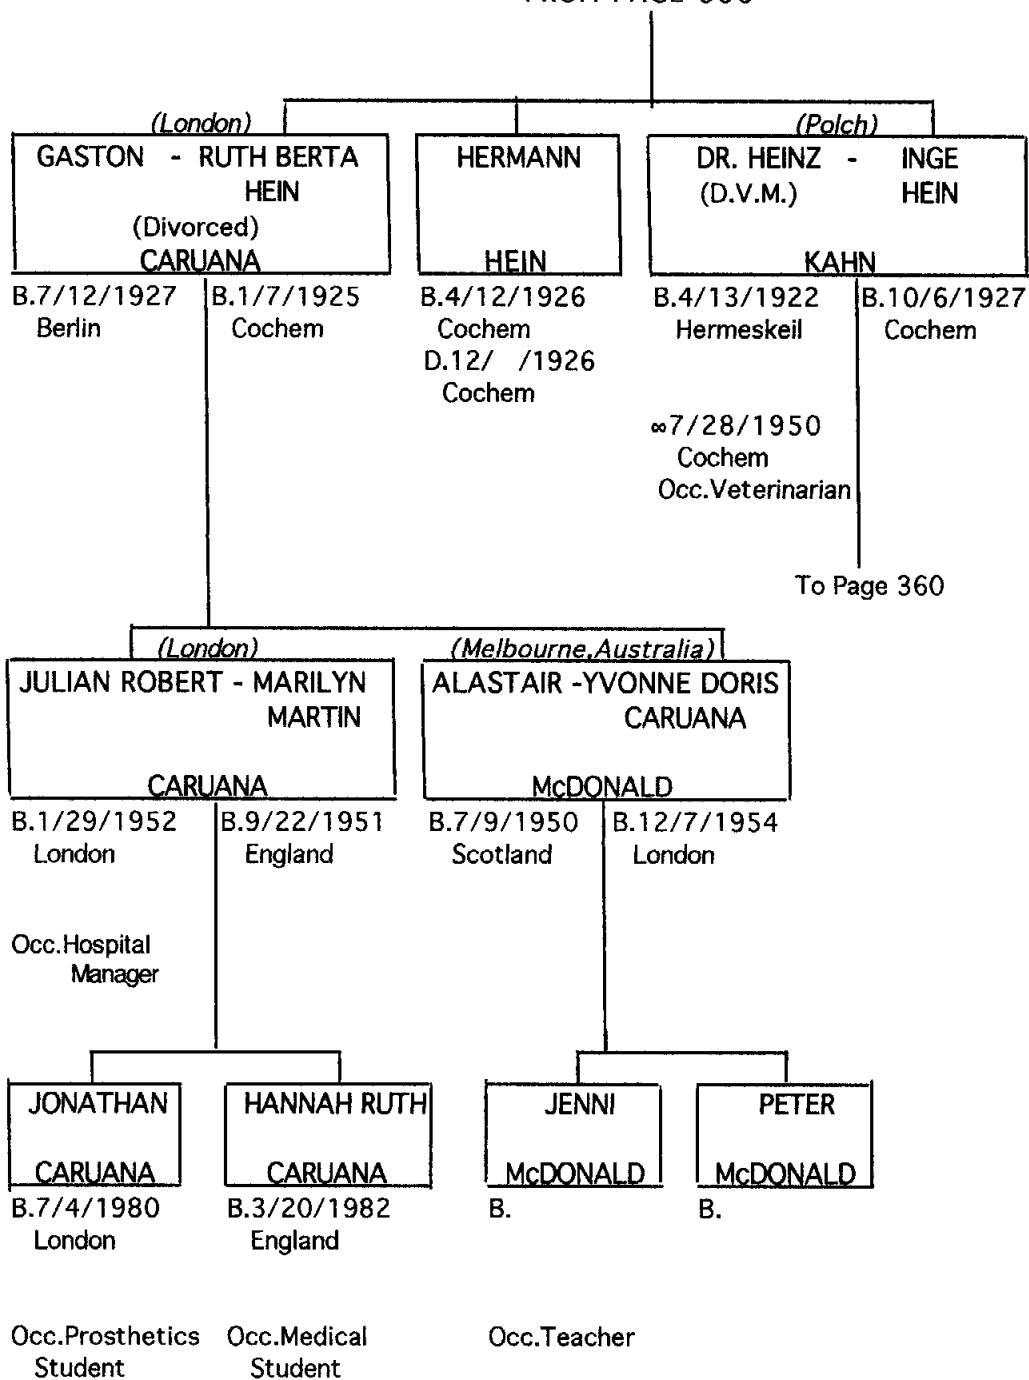 FROM PAGE
(London)
GASTON - RUTH BERTA
HEIN
(Divorced)
CARUANA
B.7/12/1927
Berlin
B.1/7/1925
Cochem
HERMANN
HEIN
B.4/12/1926
Cochem
D.12/ /1926
Cochem
(Polch)
DR. HEINZ - INGE
(D.V.M.) HEIN
KAHN
B.4/13/1922
Hermeskeil
B.10/6/1927
Cochem
∞7/28/1950
Cochem
Occ.Veterinarian
To Page 360
(London)
JULIAN ROBERT - MARILYN
MARTIN
CARUANA
B.1/29/1952
London
B.9/22/1951
England
Occ.Hospital
Manager
(Melbourne,Australia)
ALASTAIR -YVONNE DORIS
CARUANA
McDONALD
B.7/9/1950
Scotland
B.12/7/1954
London
JONATHAN
CARUANA
B.7/4/1980
London
Occ.Prosthetics
Student
HANNAH RUTH
CARUANA
B.3/20/1982
England
Occ.Medical
Student
JENNI
McDONALD
B.
Occ.Teacher
PETER
McDONALD
B.